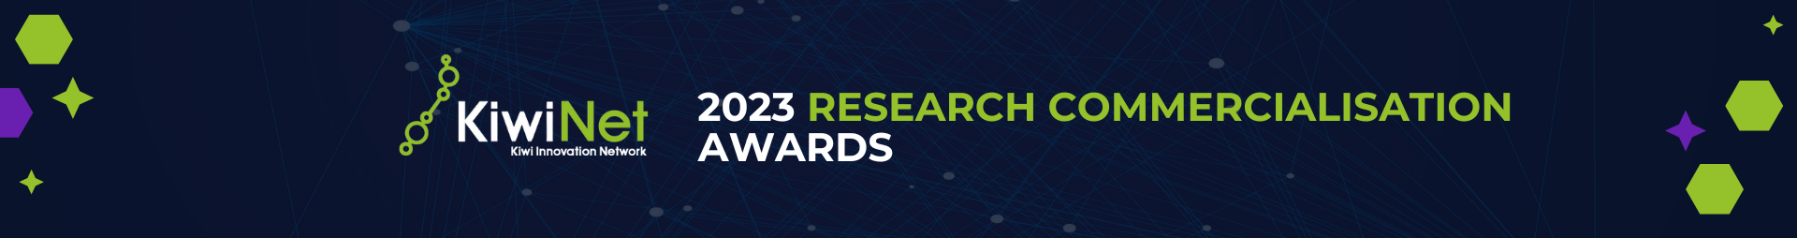 KiwiNet
Kiwi Innovation Network
2023 RESEARCH COMMERCIALISATION
AWARDS